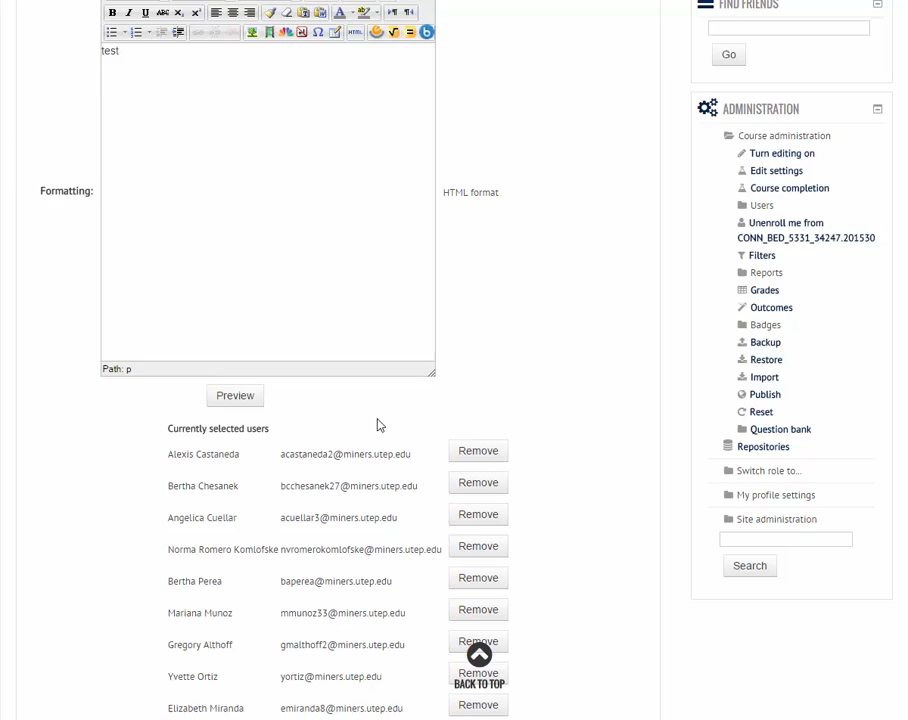 FIND FRIENDS
B I U ABC
HTML
test
Go
ADMINISTRATION
Course administration
Turn editing on
Edit settings
Course completion
Formatting:
HTML format
Users
Unenroll me from
CONN_BED_5331_34247.201530
Filters
Reports
Grades
Outcomes
Badges
Backup
Restore
Path: p
Import
Preview
Publish
Reset
Currently selected users
Question bank
Repositories
Alexis Castaneda acastaneda2@miners.utep.edu Remove
Switch role to...
Bertha Chesanek bcchesanek27@miners.utep.edu Remove
My profile settings
Angelica Cuellar acuellar3@miners.utep.edu Remove
Site administration
Norma Romero Komlofske nvromerokomlofske@miners.utep.edu Remove
Search
Bertha Perea baperea@miners.utep.edu Remove
Mariana Munoz mmunoz33@miners.utep.edu Remove
Gregory Althoff gmalthoff2@miners.utep.edu Remove
Yvette Ortiz yortiz@miners.utep.edu Remove
BACK TO TOP
Elizabeth Miranda emiranda8@miners.utep.edu Remove